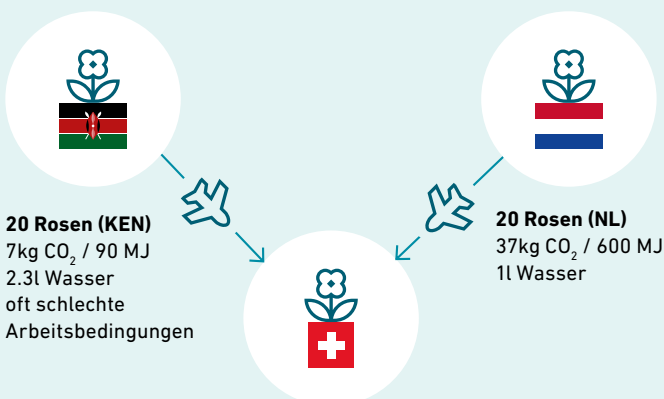 20 Rosen (KEN)
7kg CO₂ / 90 MJ
2.3l Wasser
oft schlechte
Arbeitsbedingungen
20 Rosen (NL)
37kg CO₂ / 600 MJ
1l Wasser